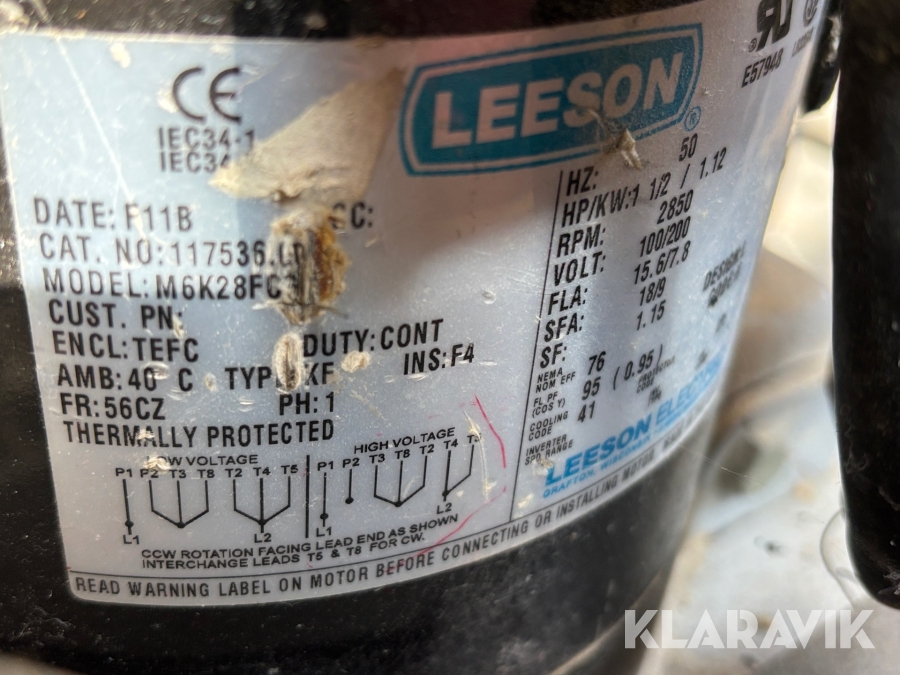 CE
IEC34-1
IEC34
LEESON
®
E57948
DATE: F11B
CAT. NO:117536.
MODEL: M6K28FC
CUST. PN:
ENCL:TEFC
DUTY:CONT
AMB:40° C
INS:F4
FR:56CZ
PH:1
THERMALLY PROTECTED
HZ: 50
HP/KW:1 1/2 / 1.12
RPM: 2850
VOLT: 100/200
FLA: 15.6/7.8
SFA: 18/9
SF: 1.15
NEMA NOM EFF 76
FL PF (COS Y) 95 (0.95)
COOLING CODE 41
INVERTER SPD RANGE
LEESON
GRAFTON,
LOW VOLTAGE
P1 P2 T3 T8 T2 T4 T5
L1 L2
HIGH VOLTAGE
P1 P2 T3 T8 T2 T4
L1 L2
CCW ROTATION FACING LEAD END AS SHOWN
INTERCHANGE LEADS T5 & T8 FOR CW.
READ WARNING LABEL ON MOTOR BEFORE CONNECTING OR INSTALLING MOTOR.
KLARAVIK